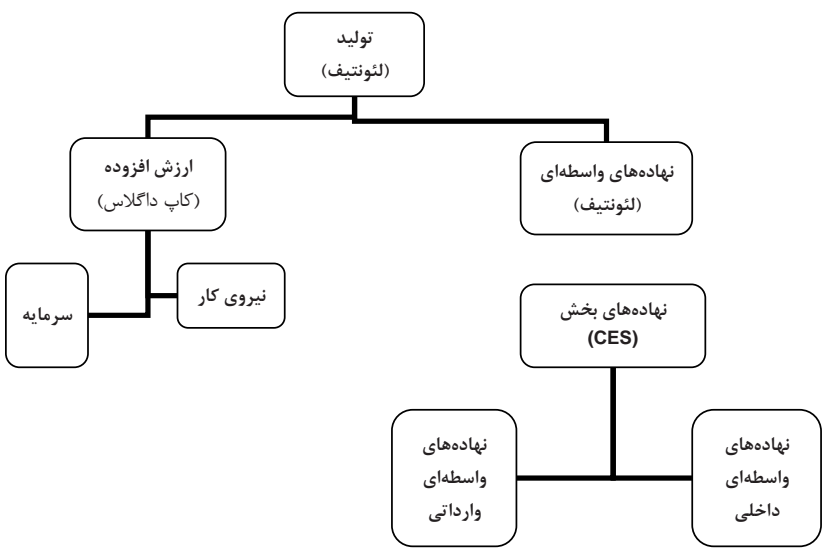 تولید
(لئونتیف)
نهاده‌های واسطه‌ای
(لئونتیف)
ارزش افزوده
(کاپ داگلاس)
نیروی کار
سرمایه
نهاده‌های بخش
(CES)
نهاده‌های
واسطه‌ای
داخلی
نهاده‌های
واسطه‌ای
وارداتی